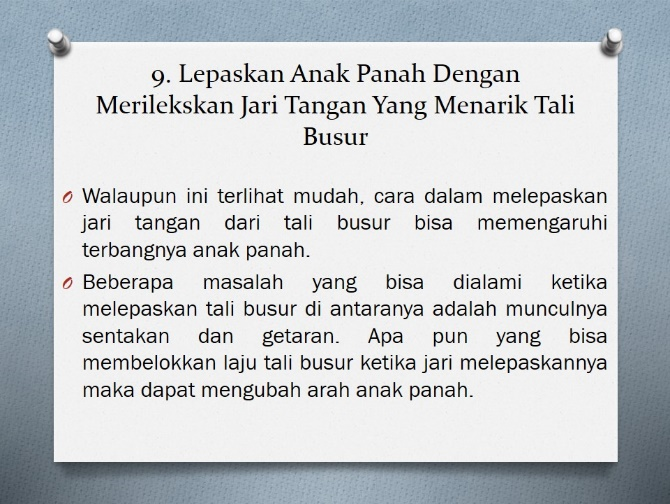 9. Lepaskan Anak Panah Dengan
Merilekskan Jari Tangan Yang Menarik Tali
Busur
Walaupun ini terlihat mudah, cara dalam melepaskan
jari tangan dari tali busur bisa memengaruhi
terbangnya anak panah.
Beberapa masalah yang bisa dialami ketika
melepaskan tali busur di antaranya adalah munculnya
sentakan dan getaran. Apa pun yang bisa
membelokkan laju tali busur ketika jari melepaskannya
maka dapat mengubah arah anak panah.